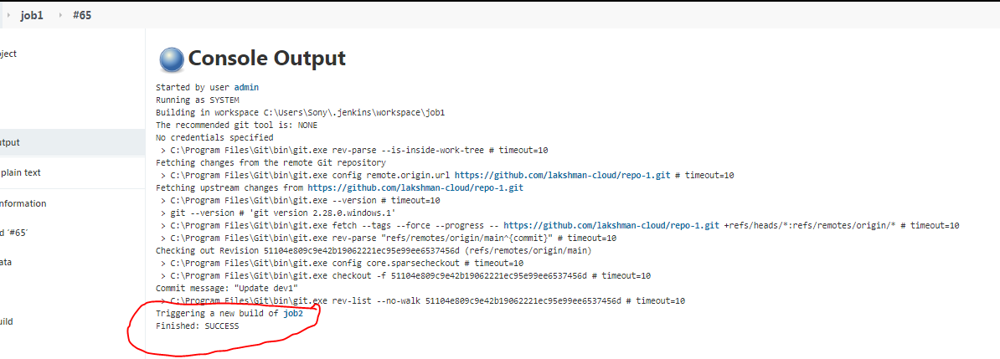 job1 #65
oject
Console Output
Started by user admin
Running as SYSTEM
Building in workspace C:\Users\Sony\.jenkins\workspace\job1
The recommended git tool is: NONE
No credentials specified
> C:\Program Files\Git\bin\git.exe rev-parse --is-inside-work-tree # timeout=10
Fetching changes from the remote Git repository
> C:\Program Files\Git\bin\git.exe config remote.origin.url https://github.com/lakshman-cloud/repo-1.git # timeout=10
Fetching upstream changes from https://github.com/lakshman-cloud/repo-1.git
> C:\Program Files\Git\bin\git.exe --version # timeout=10
> git --version # 'git version 2.28.0.windows.1'
> C:\Program Files\Git\bin\git.exe fetch --tags --force --progress -- https://github.com/lakshman-cloud/repo-1.git +refs/heads/*:refs/remotes/origin/* # timeout=10
> C:\Program Files\Git\bin\git.exe rev-parse "refs/remotes/origin/main^{commit}" # timeout=10
Checking out Revision 51104e809c9e42b19062221ec95e99ee6537456d (refs/remotes/origin/main)
> C:\Program Files\Git\bin\git.exe config core.sparsecheckout # timeout=10
> C:\Program Files\Git\bin\git.exe checkout -f 51104e809c9e42b19062221ec95e99ee6537456d # timeout=10
Commit message: "Update dev1"
> C:\Program Files\Git\bin\git.exe rev-list --no-walk 51104e809c9e42b19062221ec95e99ee6537456d # timeout=10
Triggering a new build of job2
Finished: SUCCESS
utput
plain text
nformation
d ‘#65’
ata
uild